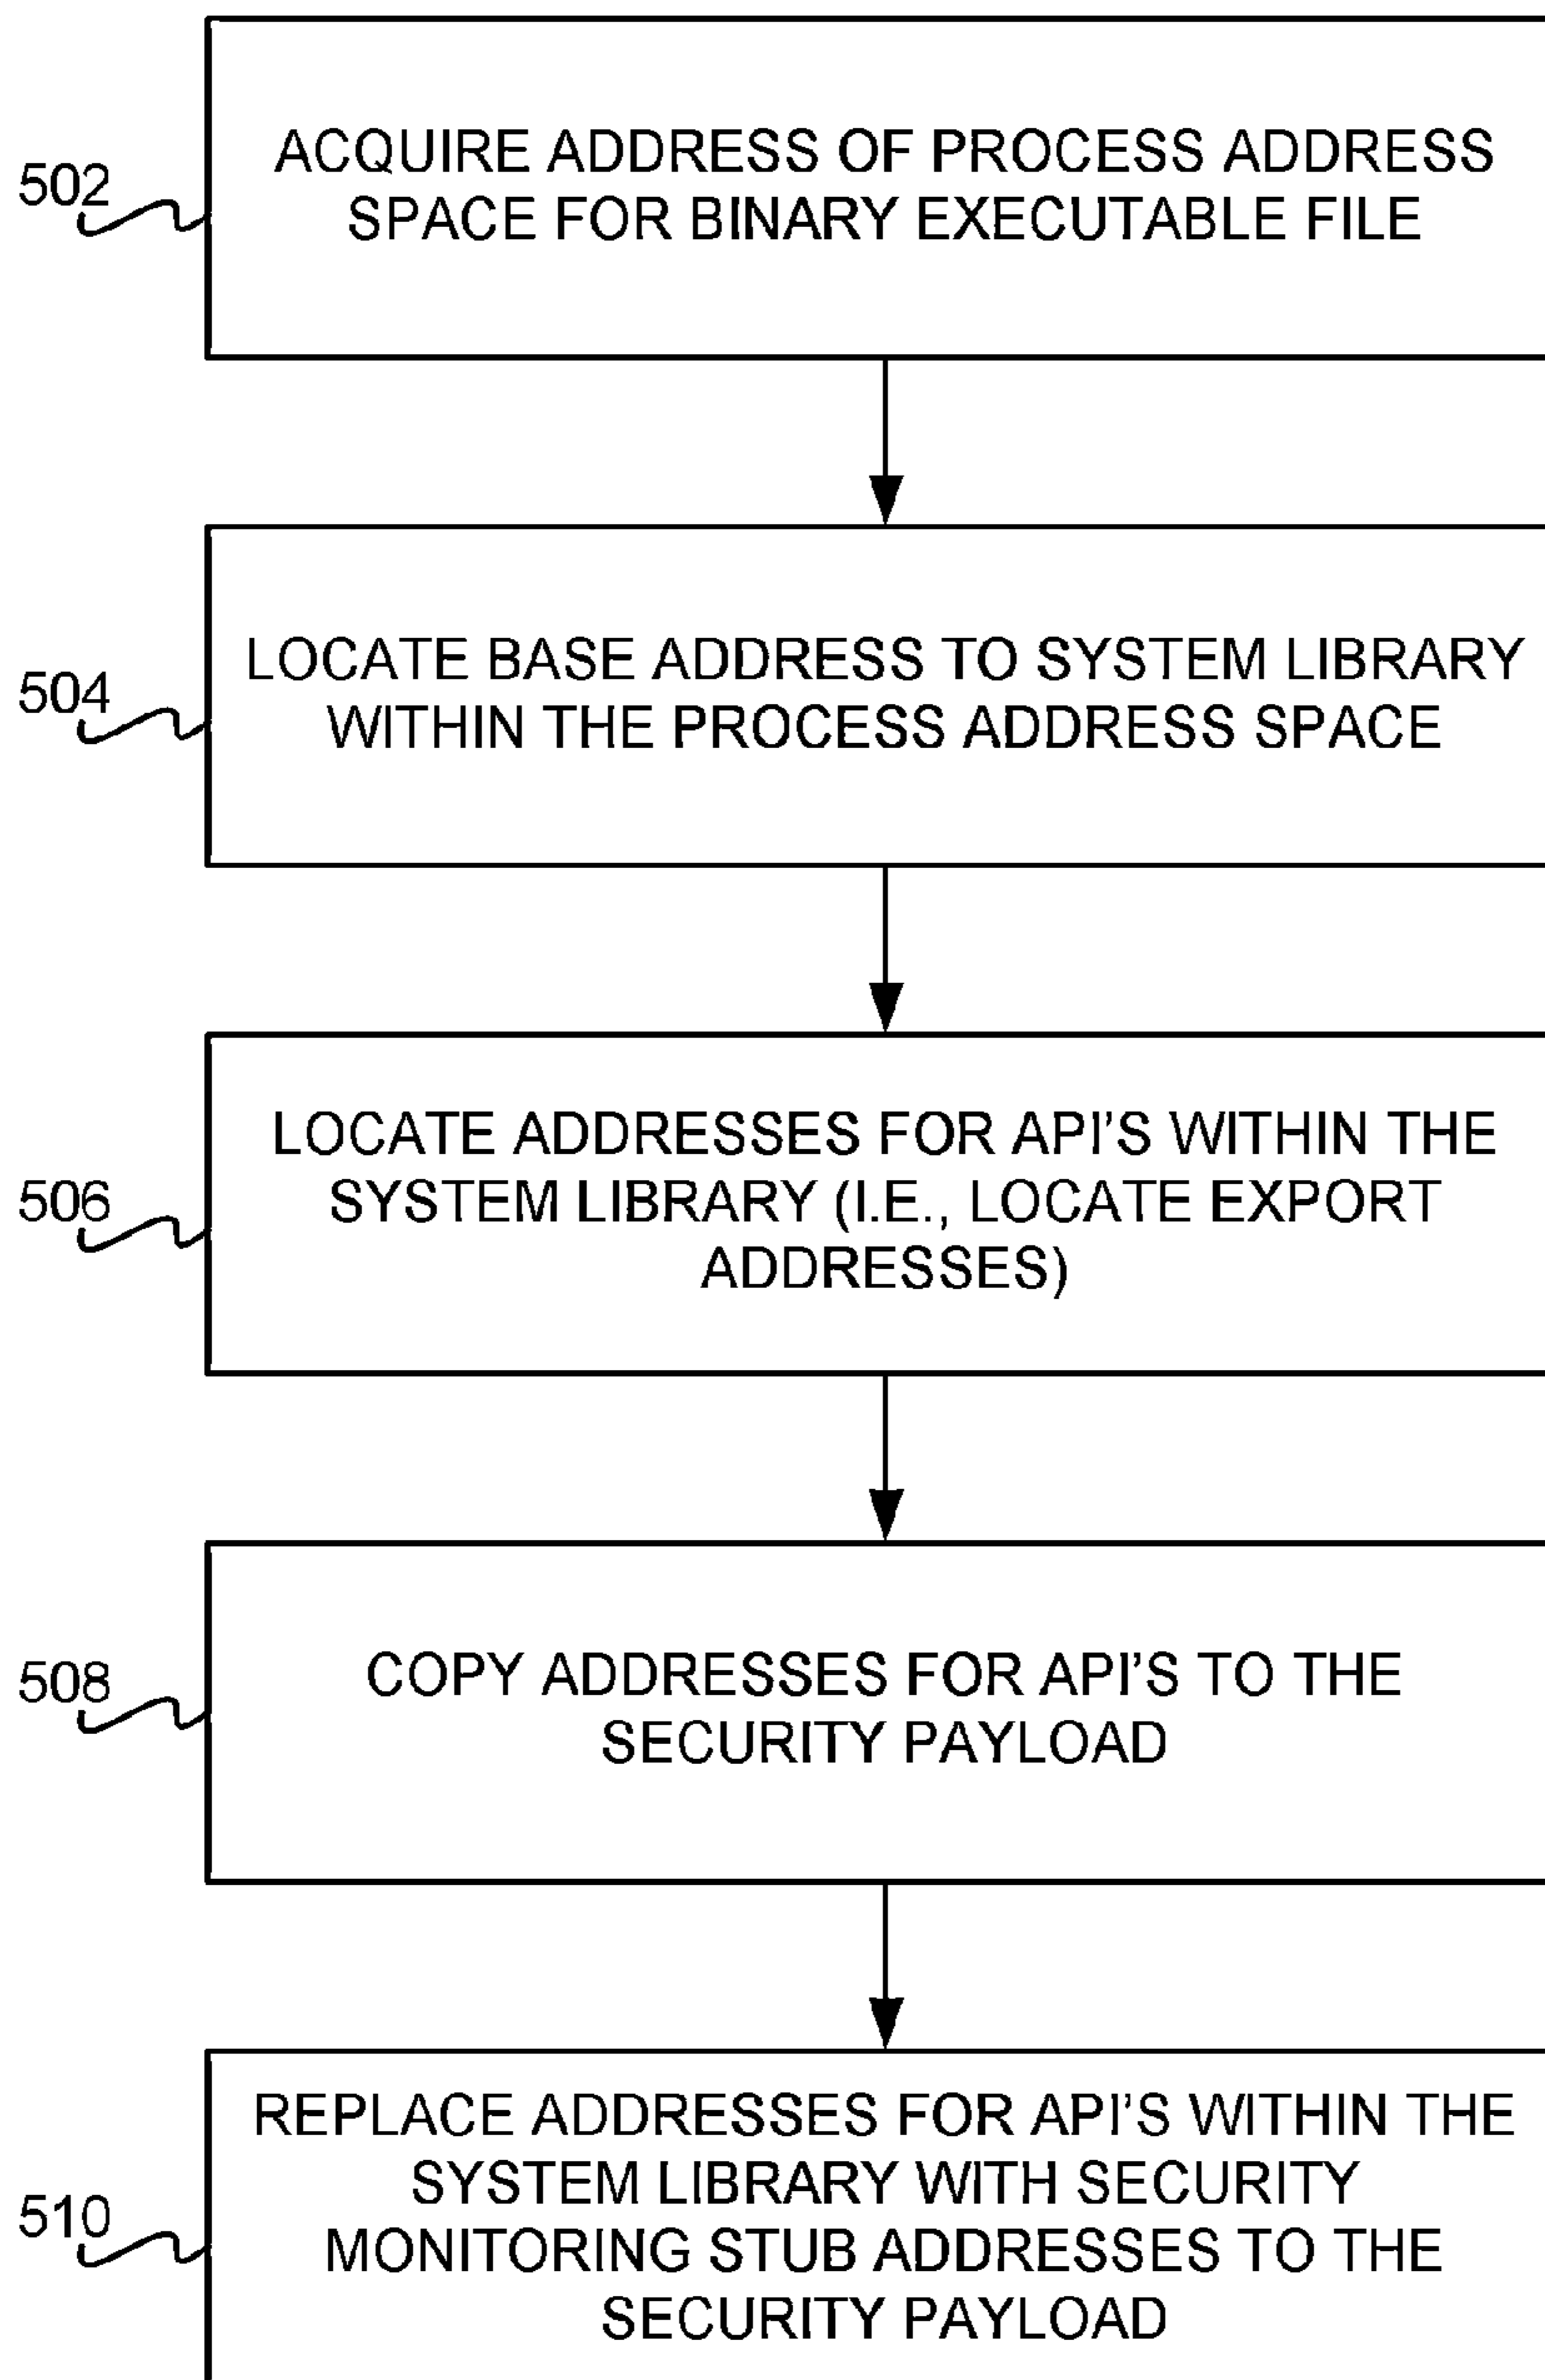 502
ACQUIRE ADDRESS OF PROCESS ADDRESS
SPACE FOR BINARY EXECUTABLE FILE
504
LOCATE BASE ADDRESS TO SYSTEM LIBRARY
WITHIN THE PROCESS ADDRESS SPACE
506
LOCATE ADDRESSES FOR API'S WITHIN THE
SYSTEM LIBRARY (I.E., LOCATE EXPORT
ADDRESSES)
508
COPY ADDRESSES FOR API'S TO THE
SECURITY PAYLOAD
510
REPLACE ADDRESSES FOR API'S WITHIN THE
SYSTEM LIBRARY WITH SECURITY
MONITORING STUB ADDRESSES TO THE
SECURITY PAYLOAD